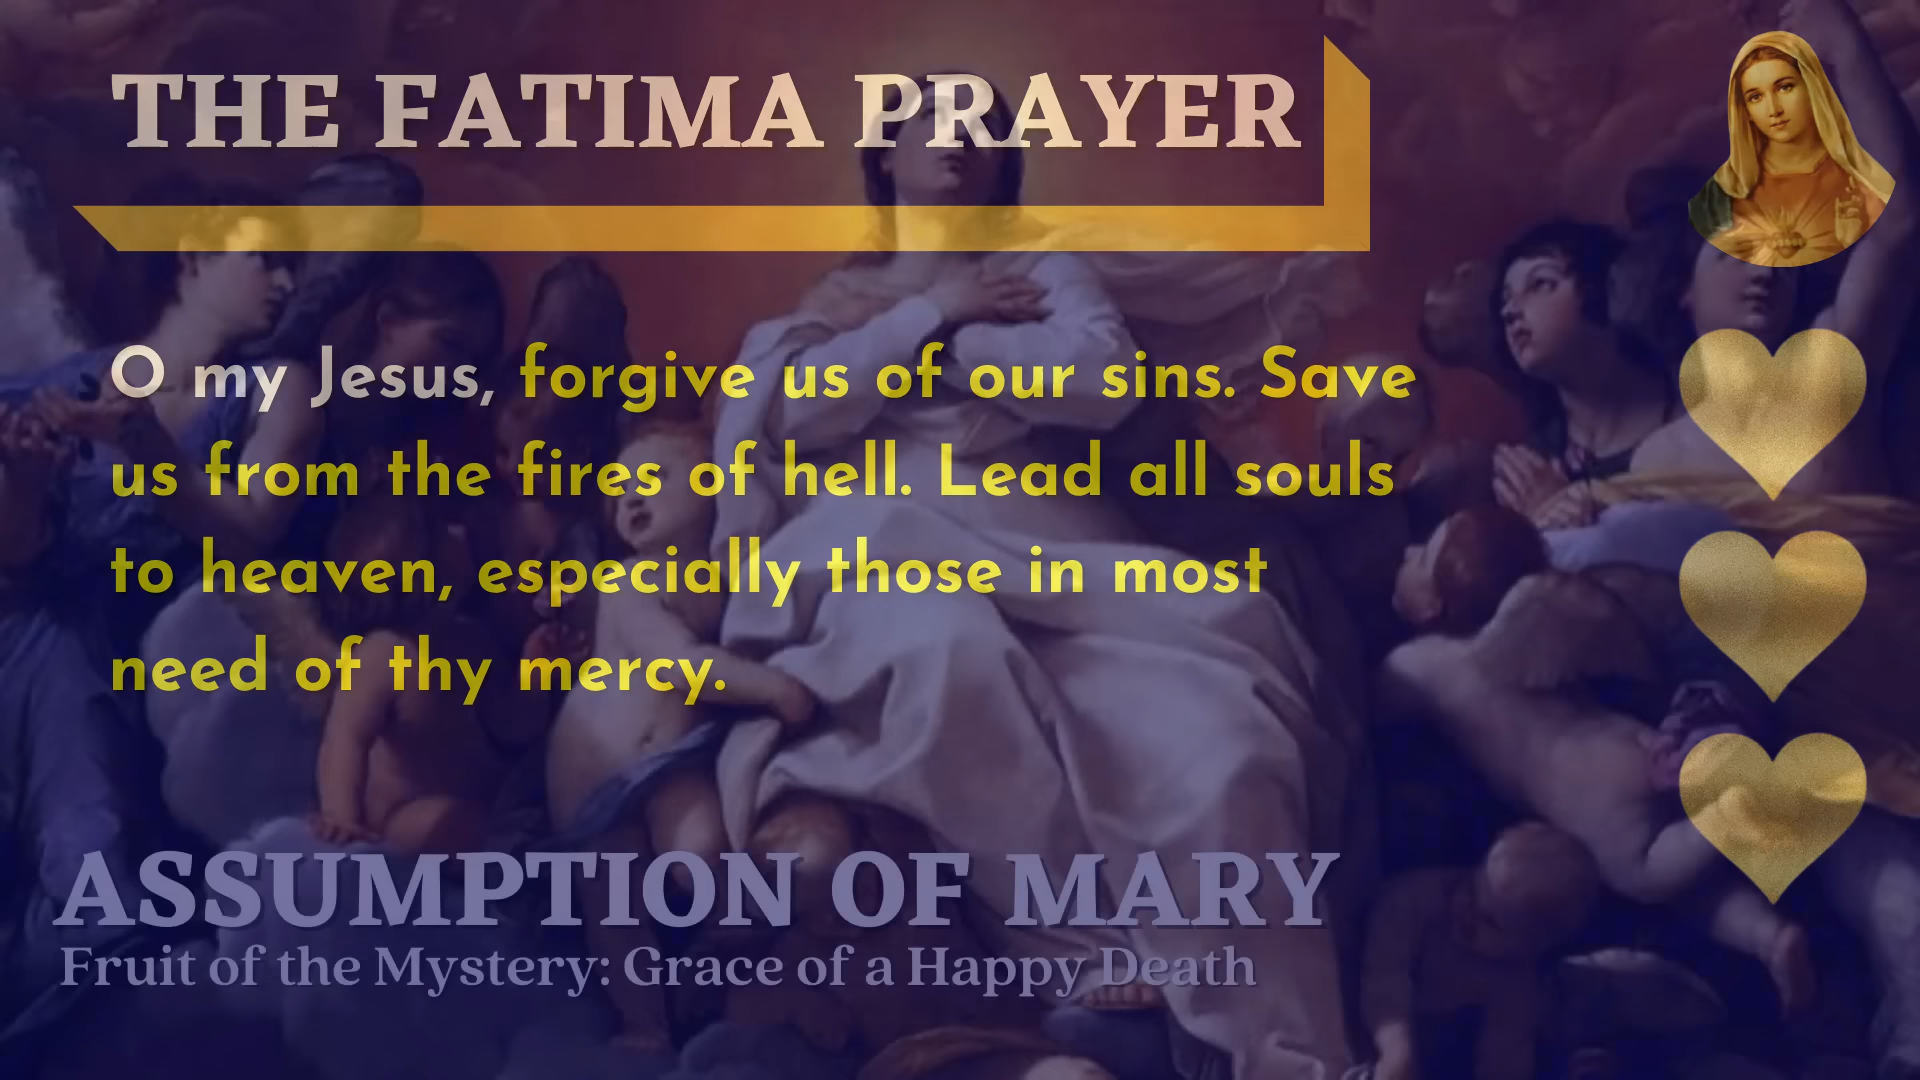 THE FATIMA PRAYER
O my Jesus, forgive us of our sins. Save
us from the fires of hell. Lead all souls
to heaven, especially those in most
need of thy mercy.
ASSUMPTION OF MARY
Fruit of the Mystery: Grace of a Happy Death